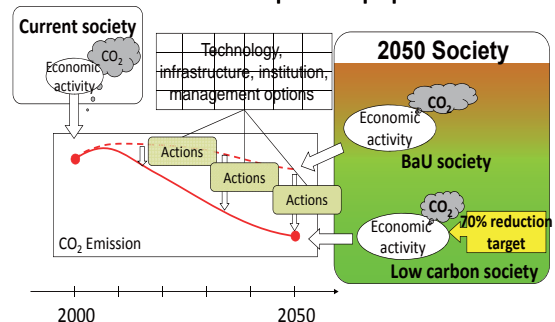 Current society
CO2
Economic
activity
Technology,
infrastructure, institution,
management options
2050 Society
CO2
Economic
activity
BaU society
Actions
Actions
Actions
CO2
Economic
activity
70% reduction
target
Low carbon society
CO2 Emission
2000
2050